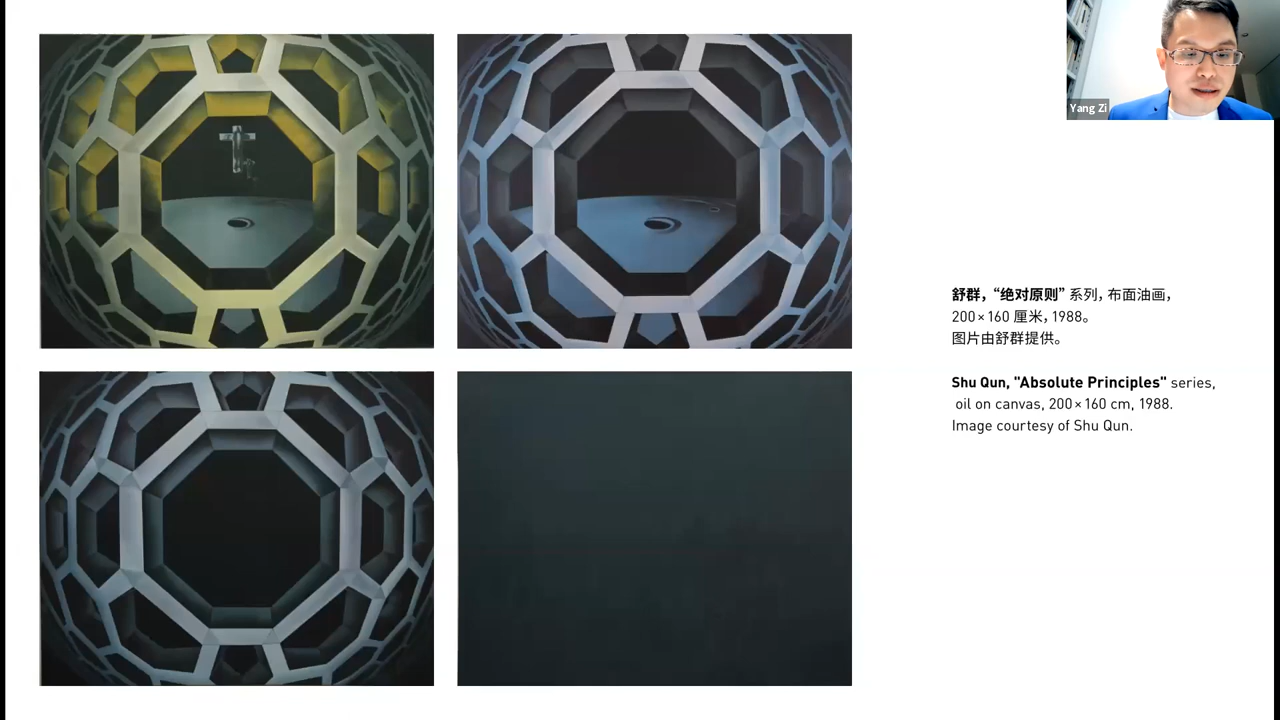 Yang Zi
舒群，“绝对原则” 系列，布面油画，
200×160 厘米，1988。
图片由舒群提供。
Shu Qun, "Absolute Principles" series,
oil on canvas, 200×160 cm, 1988.
Image courtesy of Shu Qun.